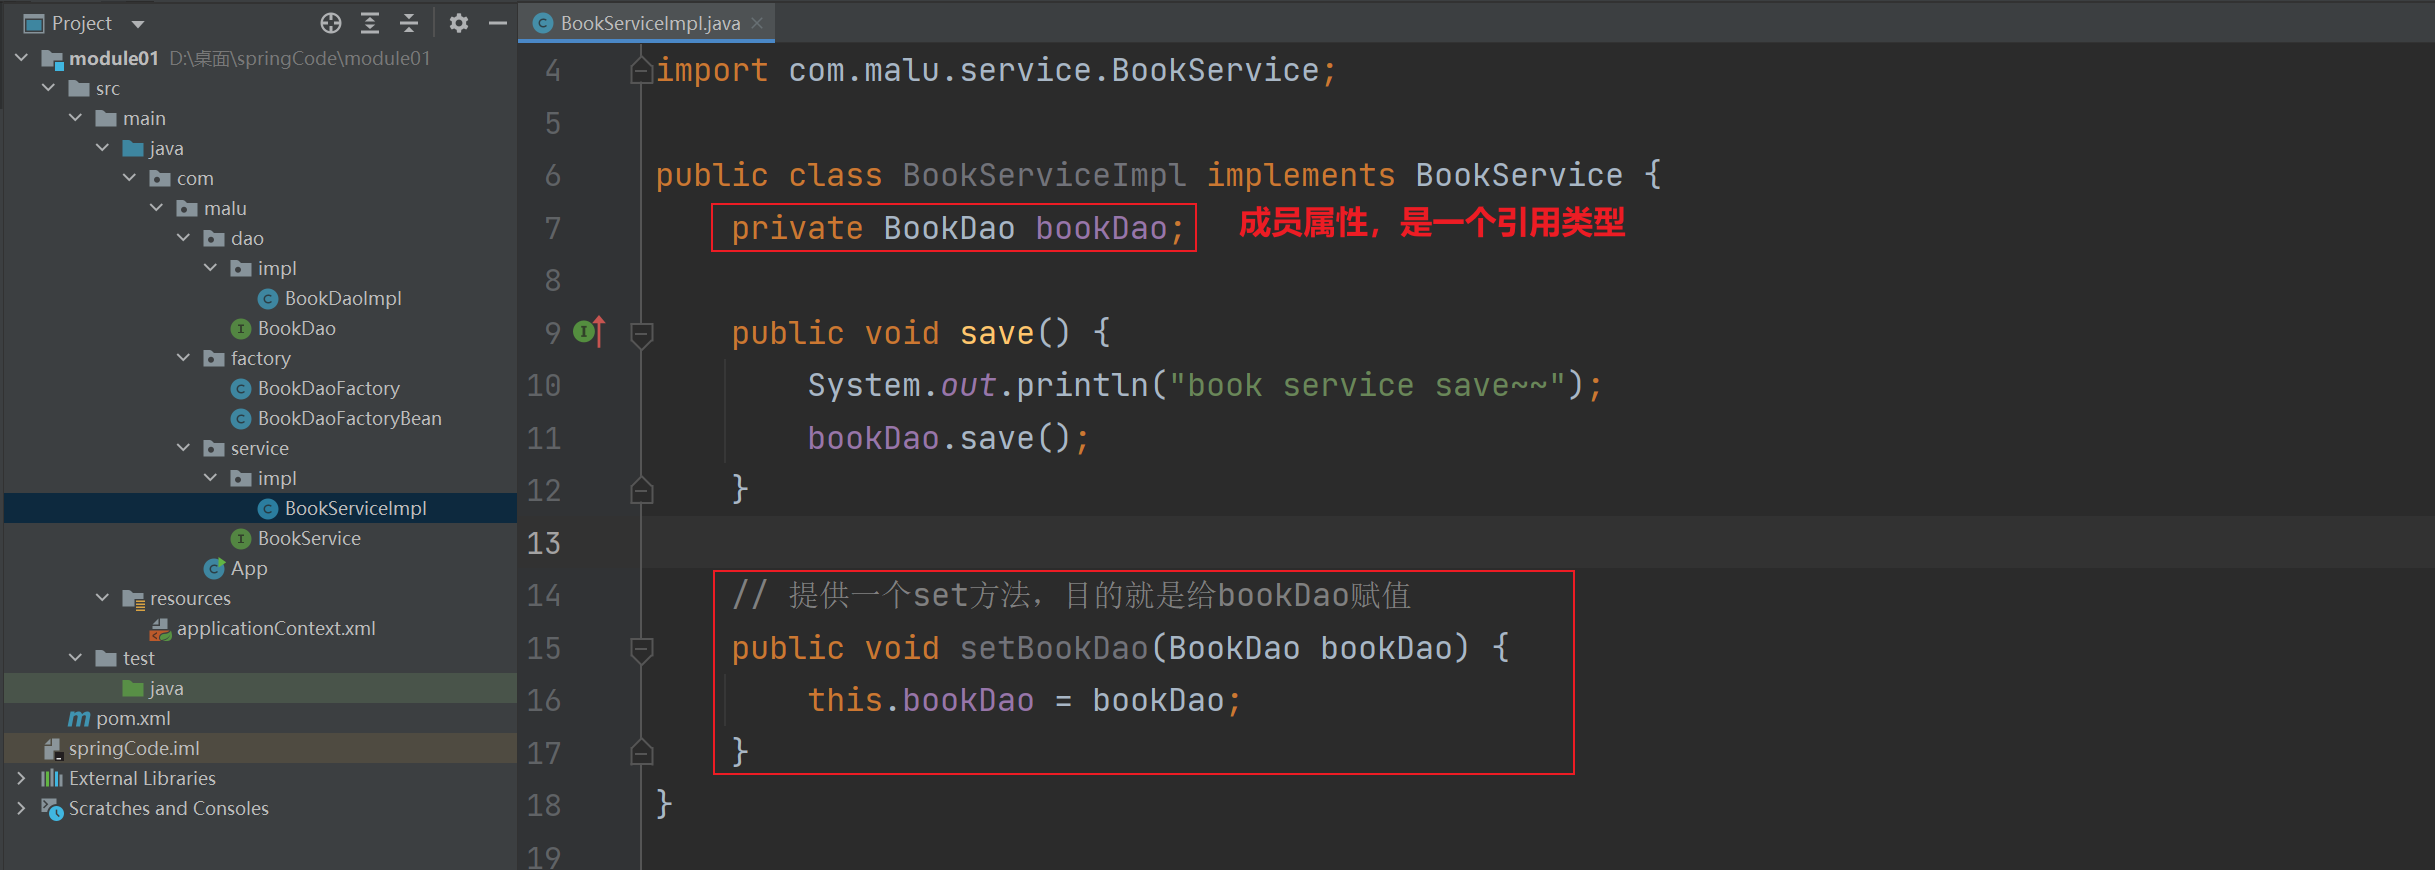 Project
module01 D:\桌面\springCode\module01
src
main
java
com
malu
dao
impl
BookDaoImpl
BookDao
factory
BookDaoFactory
BookDaoFactoryBean
service
impl
BookServiceImpl
BookService
App
resources
applicationContext.xml
test
java
pom.xml
springCode.iml
External Libraries
Scratches and Consoles
BookServiceImpl.java
4 import com.malu.service.BookService;
5
6 public class BookServiceImpl implements BookService {
7 private BookDao bookDao; 成员属性，是一个引用类型
8
9 public void save() {
10 System.out.println("book service save~~");
11 bookDao.save();
12 }
13
14 // 提供一个set方法，目的就是给bookDao赋值
15 public void setBookDao(BookDao bookDao) {
16 this.bookDao = bookDao;
17 }
18 }
19